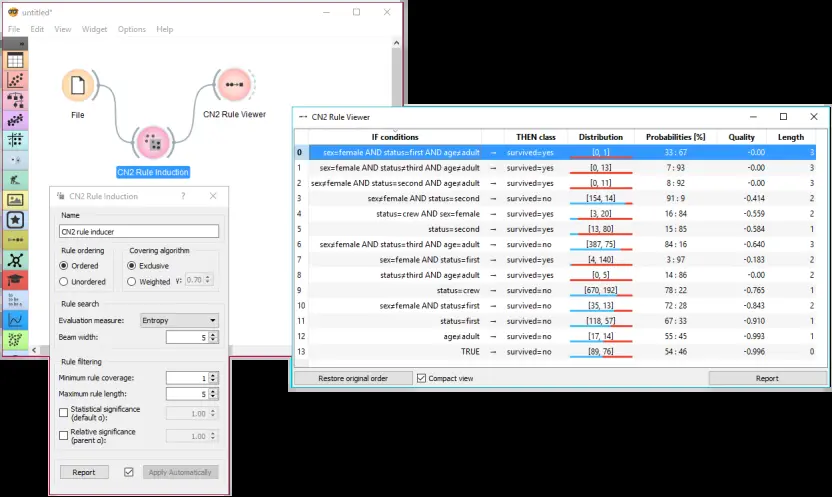 untitled*
File Edit View Widget Options Help
File
CN2 Rule Viewer
CN2 Rule Induction
CN2 Rule Induction ?
Name
CN2 rule inducer
Rule ordering Covering algorithm
Ordered Exclusive
Unordered Weighted γ: 0.70
Rule search
Evaluation measure: Entropy
Beam width: 5
Rule filtering
Minimum rule coverage: 1
Maximum rule length: 5
Statistical significance
(default α): 1.00
Relative significance
(parent α): 1.00
Report Apply Automatically
CN2 Rule Viewer
IF conditions THEN class Distribution Probabilities [%] Quality Length
0 sex=female AND status=first AND age≠adult → survived=yes [0, 1] 33 : 67 -0.00 3
1 sex=female AND status≠third AND age≠adult → survived=yes [0, 13] 7 : 93 -0.00 3
2 sex≠female AND status=second AND age≠adult → survived=yes [0, 11] 8 : 92 -0.00 3
3 sex≠female AND status=second → survived=no [154, 14] 91 : 9 -0.414 2
4 status=crew AND sex=female → survived=yes [3, 20] 16 : 84 -0.559 2
5 status=second → survived=yes [13, 80] 15 : 85 -0.584 1
6 sex≠female AND status=third AND age=adult → survived=no [387, 75] 84 : 16 -0.640 3
7 sex=female AND status=first → survived=yes [4, 140] 3 : 97 -0.183 2
8 status≠third AND age≠adult → survived=yes [0, 5] 14 : 86 -0.00 2
9 status=crew → survived=no [670, 192] 78 : 22 -0.765 1
10 sex≠female AND status≠first → survived=no [35, 13] 72 : 28 -0.843 2
11 status=first → survived=no [118, 57] 67 : 33 -0.910 1
12 age≠adult → survived=no [17, 14] 55 : 45 -0.993 1
13 TRUE → survived=no [89, 76] 54 : 46 -0.996 0
Restore original order Compact view Report